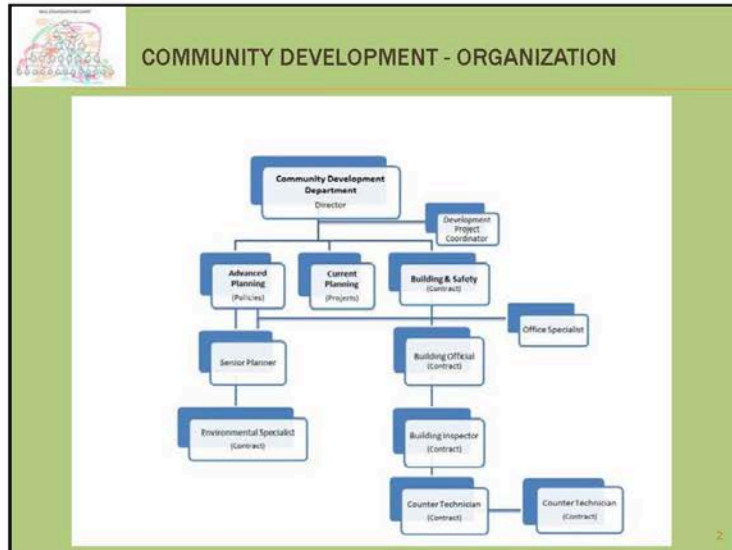 COMMUNITY DEVELOPMENT - ORGANIZATION
Community Development
Department
Director
Development
Project
Coordinator
Advanced
Planning
(Policies)
Current
Planning
(Projects)
Building & Safety
(Contract)
Office Specialist
Senior Planner
Building Official
(Contract)
Environmental Specialist
(Contract)
Building Inspector
(Contract)
Counter Technician
(Contract)
Counter Technician
(Contract)
2